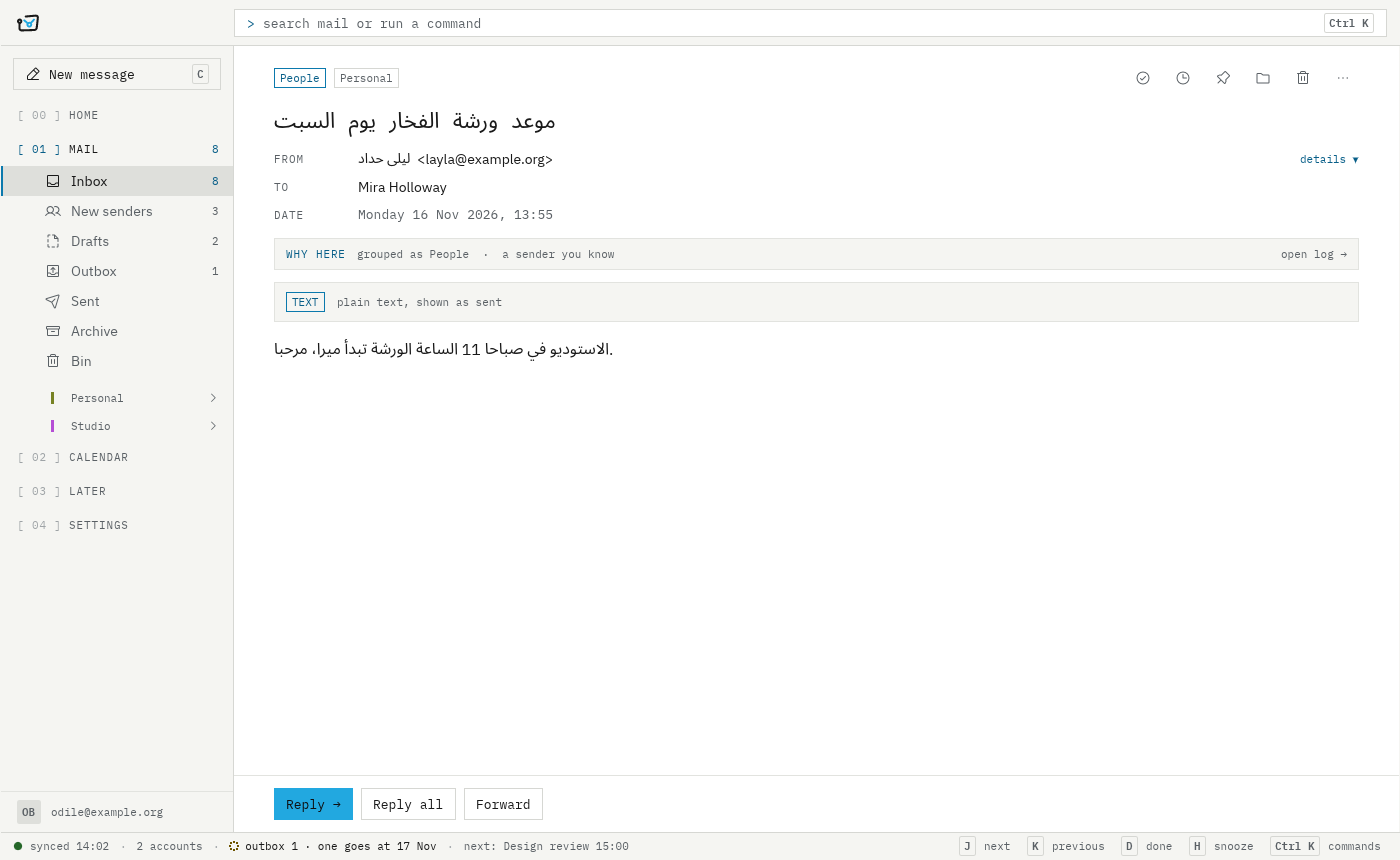 search mail or run a command
Ctrl K
New message
C
[ 00 ] HOME
[ 01 ] MAIL 8
Inbox 8
New senders 3
Drafts 2
Outbox 1
Sent
Archive
Bin
Personal
Studio
[ 02 ] CALENDAR
[ 03 ] LATER
[ 04 ] SETTINGS
OB odile@example.org
People Personal
موعد ورشة الفخار يوم السبت
FROM ليلى حداد <layla@example.org> details ▾
TO Mira Holloway
DATE Monday 16 Nov 2026, 13:55
WHY HERE grouped as People · a sender you know open log →
TEXT plain text, shown as sent
مرحبا ميرا، تبدأ الورشة الساعة 11 صباحا في الاستوديو.
Reply → Reply all Forward
synced 14:02 · 2 accounts · outbox 1 · one goes at 17 Nov · next: Design review 15:00
J next K previous D done H snooze Ctrl K commands